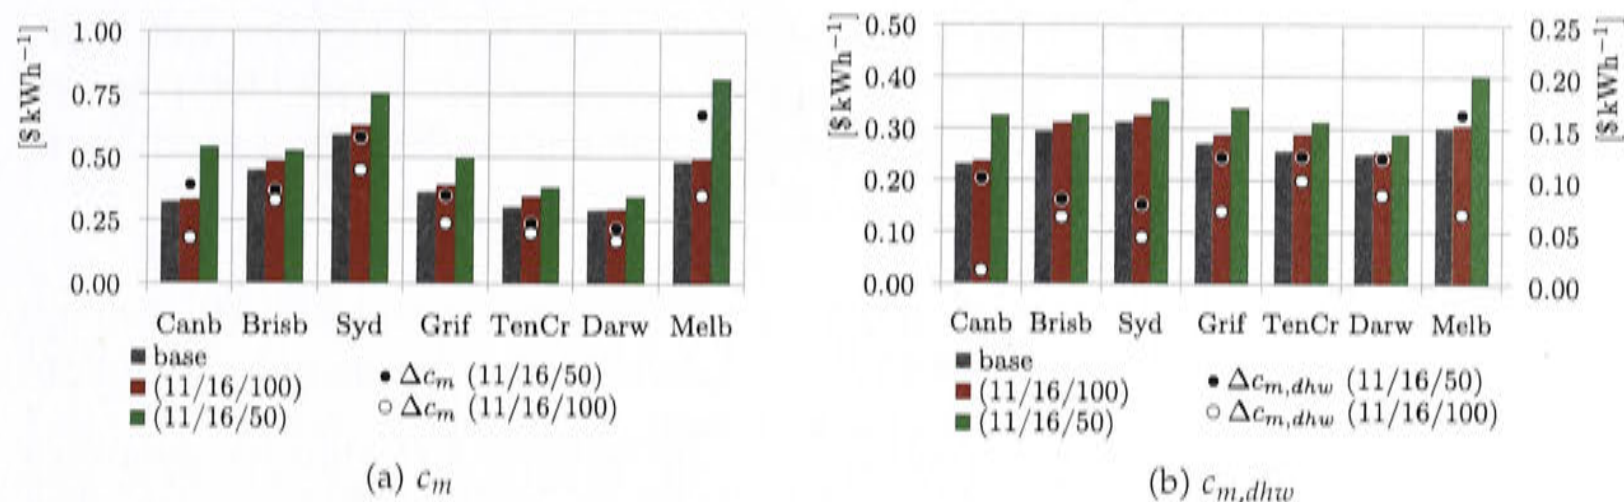 [$ kWh⁻¹]
1.00
0.75
0.50
0.25
0.00
Canb Brisb Syd Grif TenCr Darw Melb
base
(11/16/100)
(11/16/50)
Δc_m (11/16/50)
Δc_m (11/16/100)
(a) c_m
[$ kWh⁻¹]
0.50
0.40
0.30
0.20
0.10
0.00
0.25
0.20
0.15
0.10
0.05
0.00
[$ kWh⁻¹]
Canb Brisb Syd Grif TenCr Darw Melb
base
(11/16/100)
(11/16/50)
Δc_{m,dhw} (11/16/50)
Δc_{m,dhw} (11/16/100)
(b) c_{m,dhw}